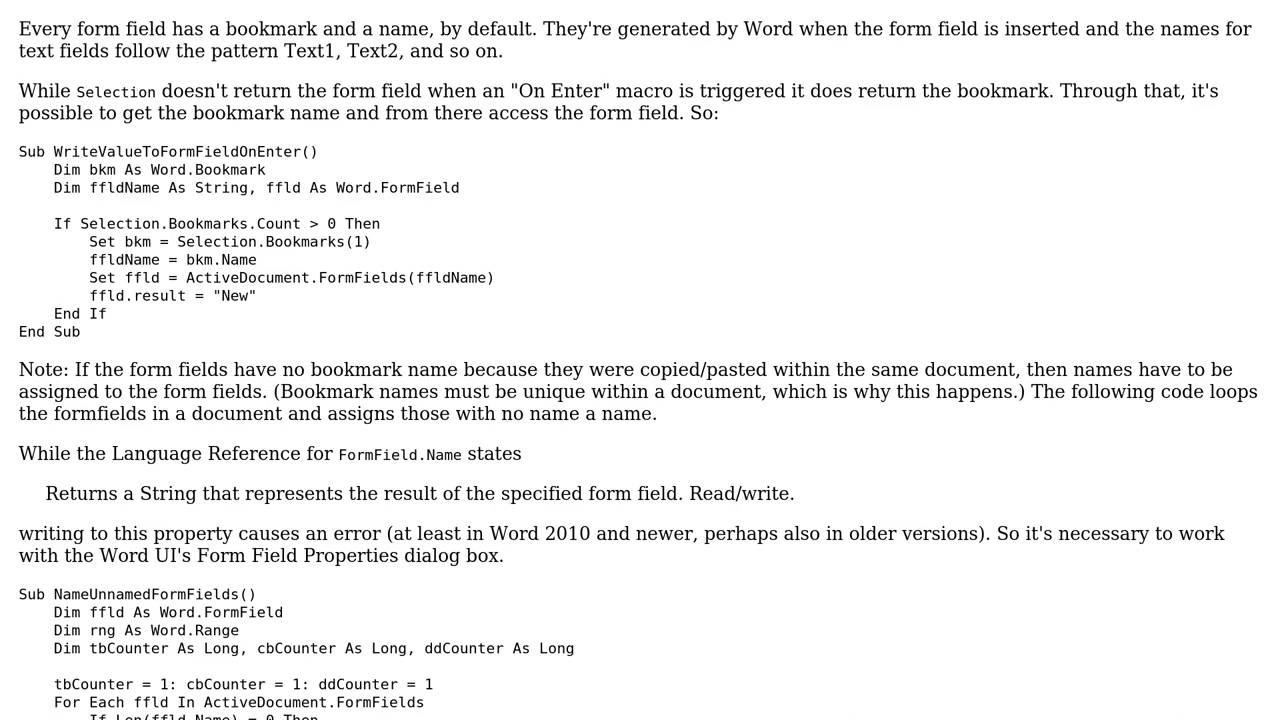 Every form field has a bookmark and a name, by default. They're generated by Word when the form field is inserted and the names for
text fields follow the pattern Text1, Text2, and so on.
While Selection doesn't return the form field when an "On Enter" macro is triggered it does return the bookmark. Through that, it's
possible to get the bookmark name and from there access the form field. So:
Sub WriteValueToFormFieldOnEnter()
    Dim bkm As Word.Bookmark
    Dim ffldName As String, ffld As Word.FormField
    If Selection.Bookmarks.Count > 0 Then
        Set bkm = Selection.Bookmarks(1)
        ffldName = bkm.Name
        Set ffld = ActiveDocument.FormFields(ffldName)
        ffld.result = "New"
    End If
End Sub
Note: If the form fields have no bookmark name because they were copied/pasted within the same document, then names have to be
assigned to the form fields. (Bookmark names must be unique within a document, which is why this happens.) The following code loops
the formfields in a document and assigns those with no name a name.
While the Language Reference for FormField.Name states
Returns a String that represents the result of the specified form field. Read/write.
writing to this property causes an error (at least in Word 2010 and newer, perhaps also in older versions). So it's necessary to work
with the Word UI's Form Field Properties dialog box.
Sub NameUnnamedFormFields()
    Dim ffld As Word.FormField
    Dim rng As Word.Range
    Dim tbCounter As Long, cbCounter As Long, ddCounter As Long
    tbCounter = 1: cbCounter = 1: ddCounter = 1
    For Each ffld In ActiveDocument.FormFields
        If Len(ffld.Name) = 0 Then